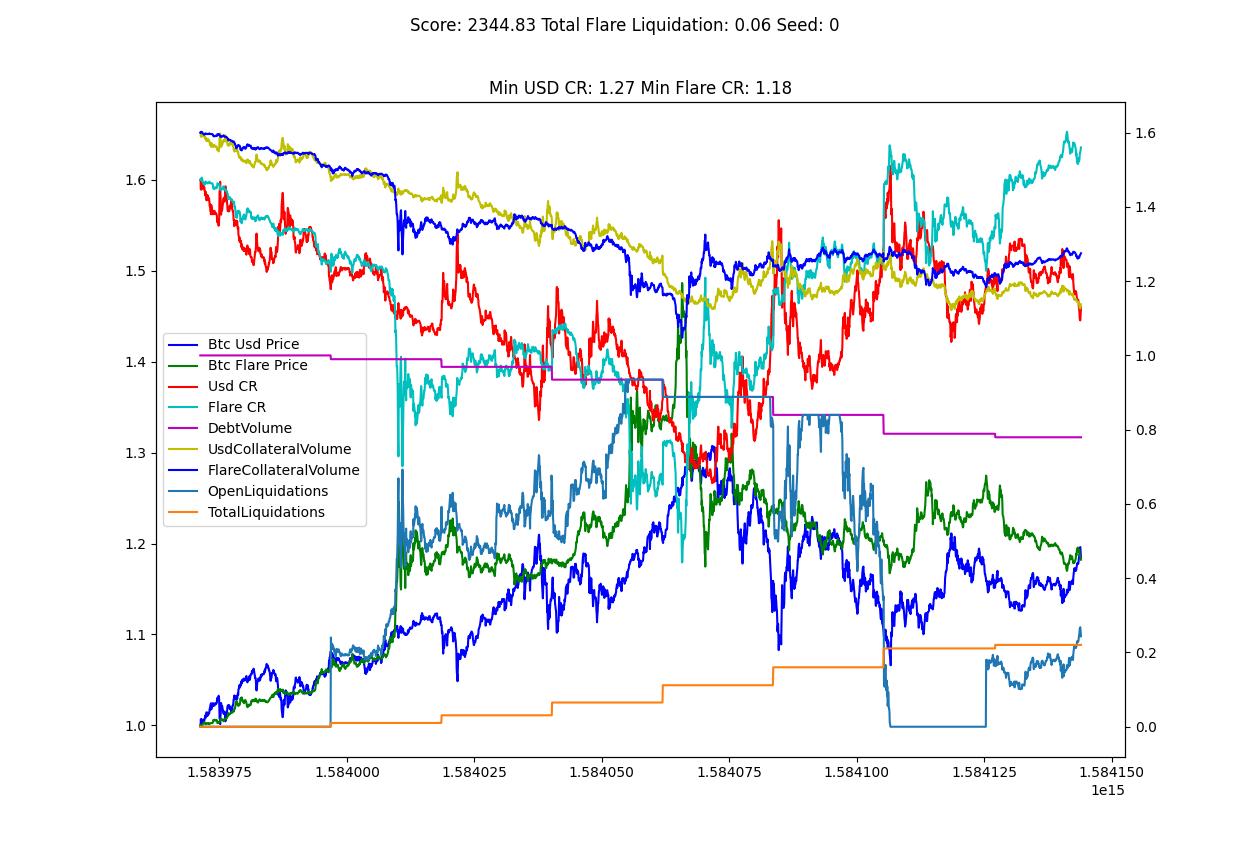 Score: 2344.83 Total Flare Liquidation: 0.06 Seed: 0
Min USD CR: 1.27 Min Flare CR: 1.18
1.6
1.5
1.4
1.3
1.2
1.1
1.0
1.6
1.4
1.2
1.0
0.8
0.6
0.4
0.2
0.0
Btc Usd Price
Btc Flare Price
Usd CR
Flare CR
DebtVolume
UsdCollateralVolume
FlareCollateralVolume
OpenLiquidations
TotalLiquidations
1.583975 1.584000 1.584025 1.584050 1.584075 1.584100 1.584125 1.584150
1e15